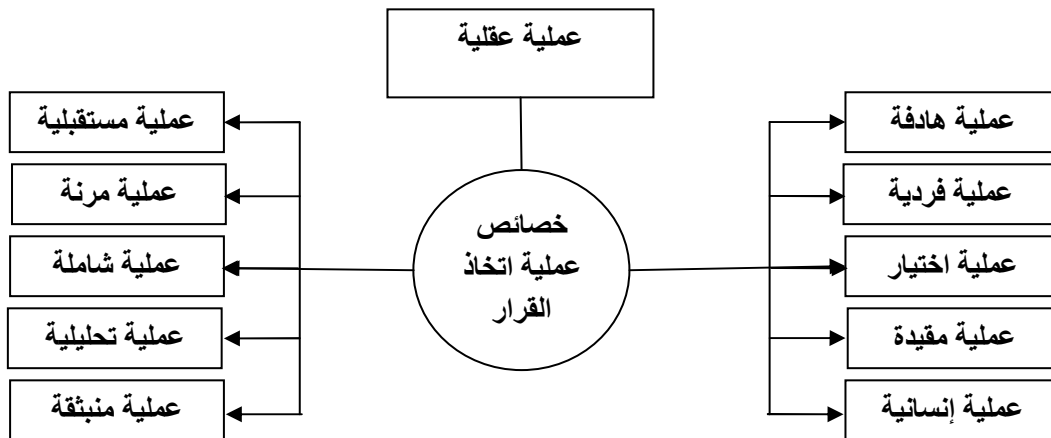 عملية عقلية
عملية هادفة
عملية مستقبلية
عملية فردية
عملية مرنة
خصائص
عملية اتخاذ
القرار
عملية اختيار
عملية شاملة
عملية مقيدة
عملية تحليلية
عملية إنسانية
عملية منبثقة